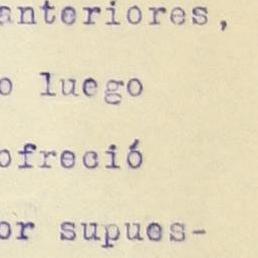 anteriores,
o luego
ofreció
or supues-